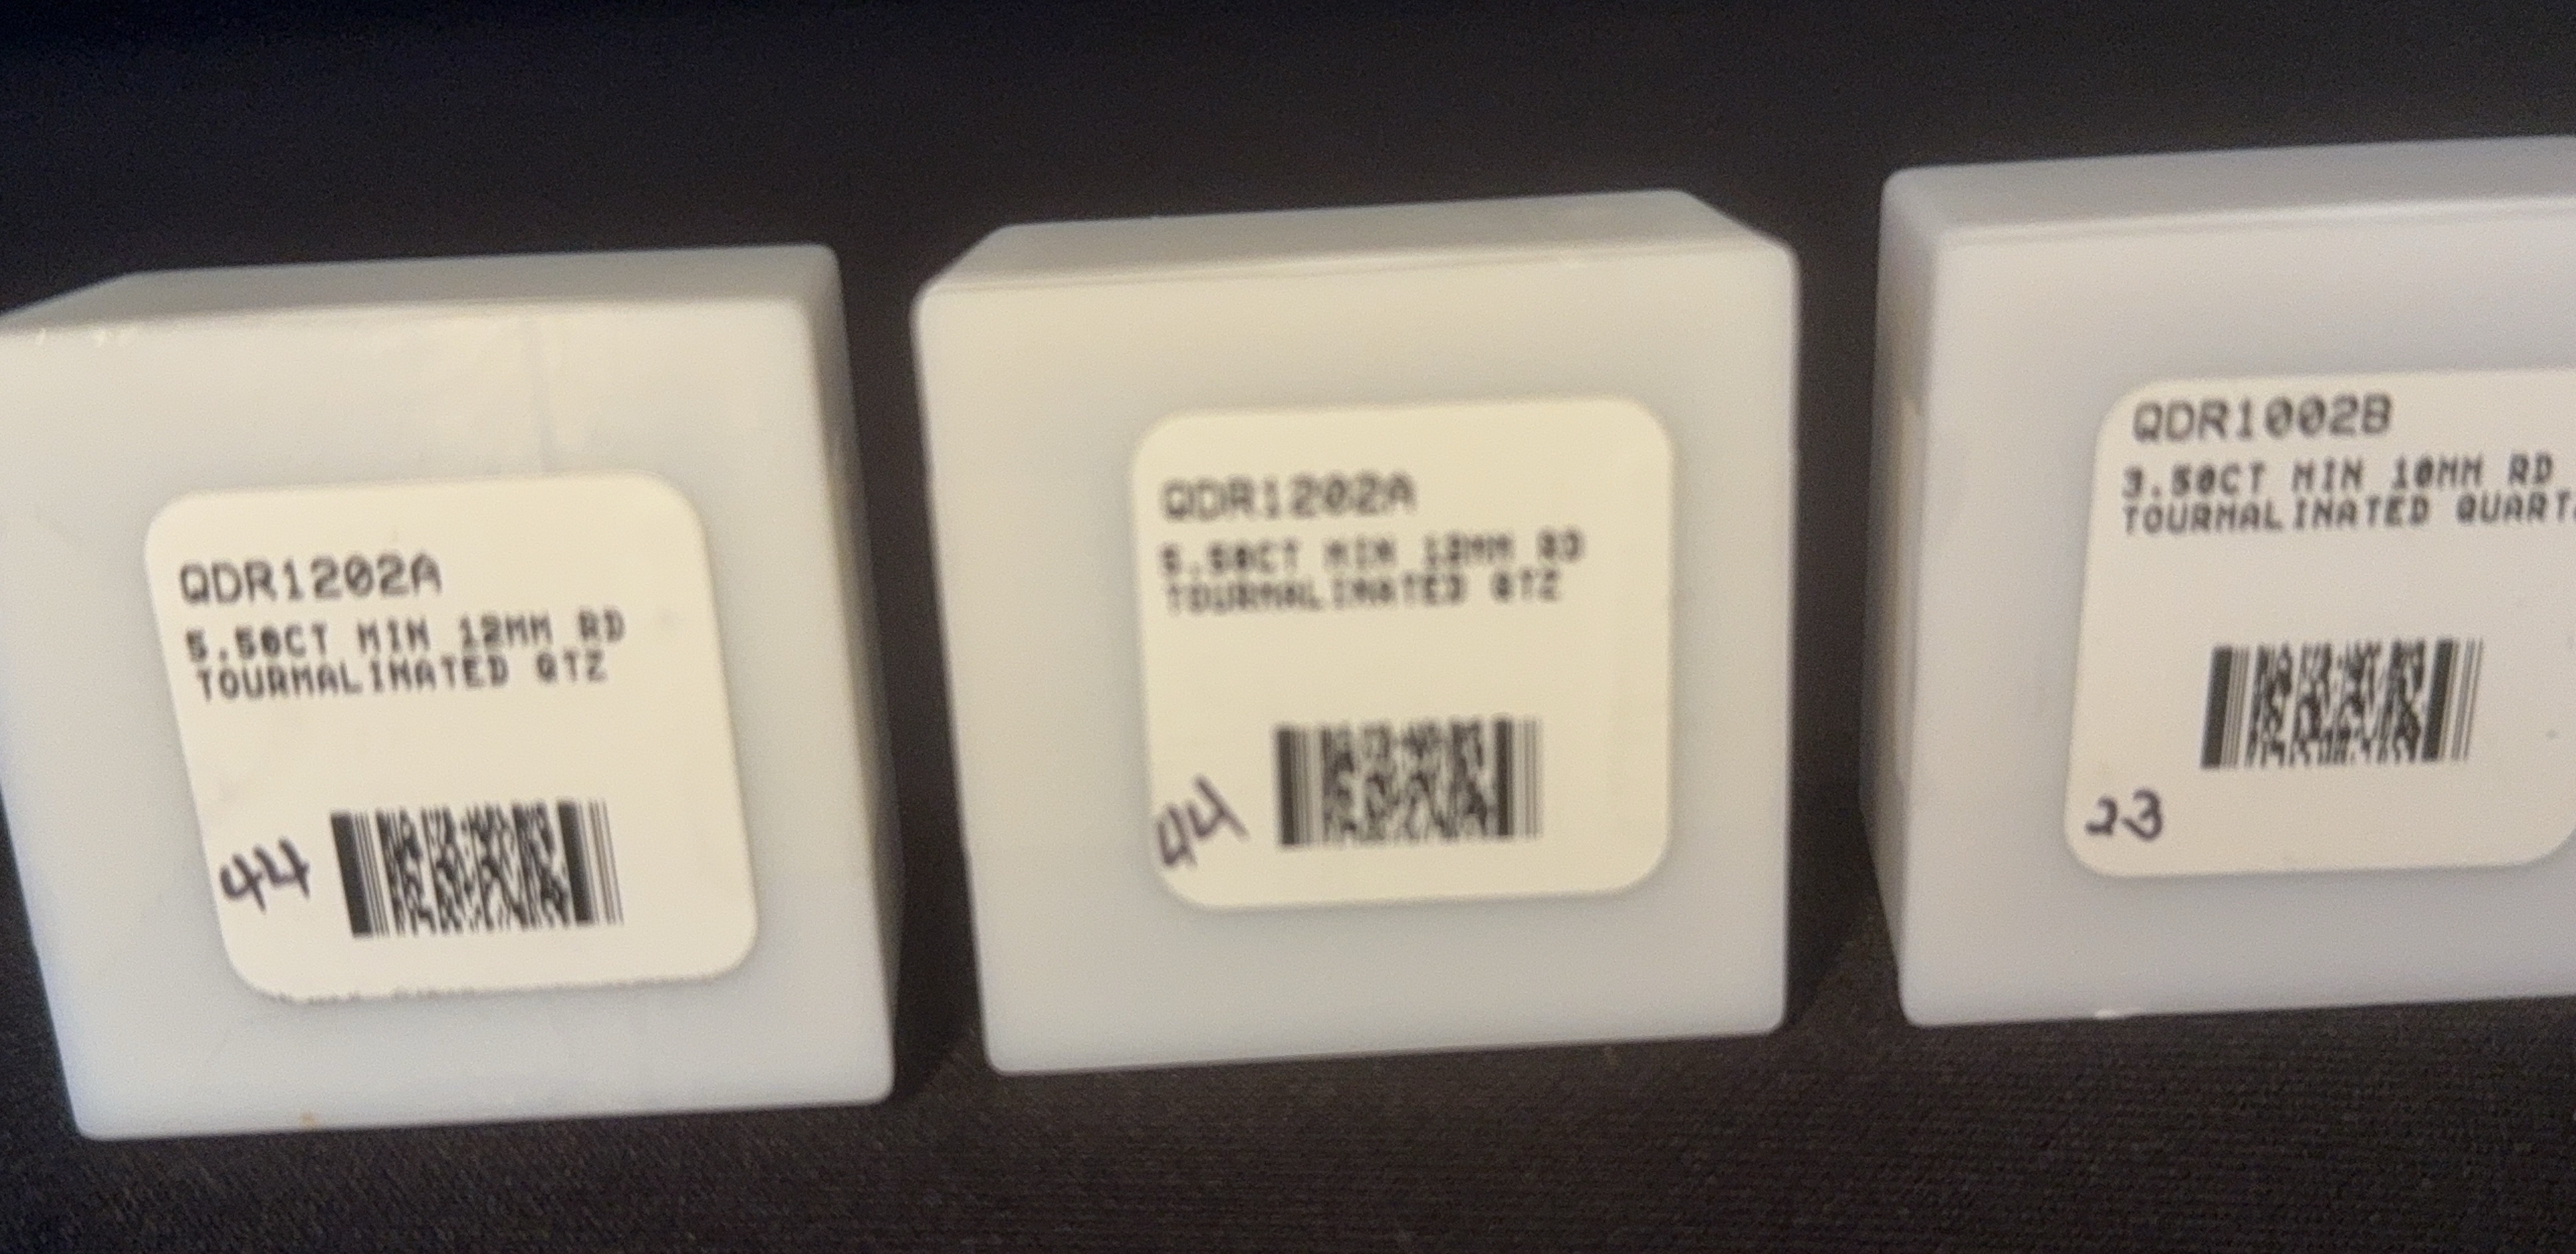 QDR1202A
5.50CT MIN 12MM RD
TOURMALINATED QTZ
44
QDR1202A
5.50CT MIN 12MM RD
TOURMALINATED QTZ
44
QDR1002B
3.50CT MIN 10MM RD
TOURMALINATED QUART
23